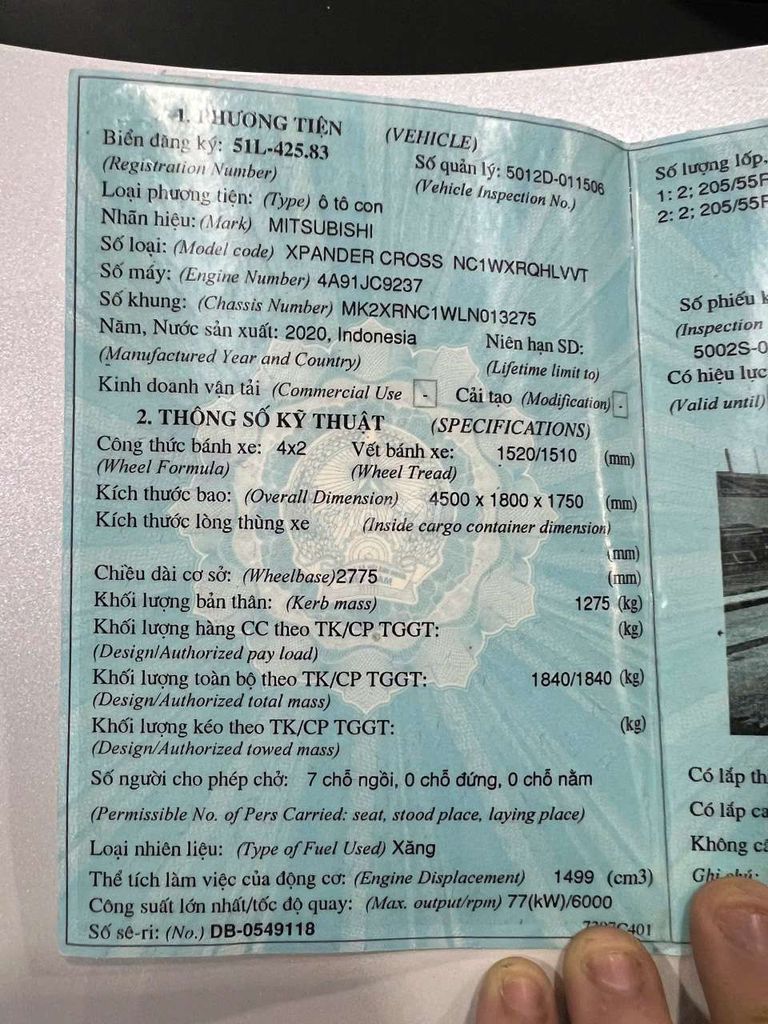 1. PHƯƠNG TIỆN (VEHICLE)
Biển đăng ký: 51L-425.83 Số quản lý: 5012D-011506
(Registration Number) (Vehicle Inspection No.)
Loại phương tiện: (Type) ô tô con
Nhãn hiệu: (Mark) MITSUBISHI
Số loại: (Model code) XPANDER CROSS NC1WXRQHLVVT
Số máy: (Engine Number) 4A91JC9237
Số khung: (Chassis Number) MK2XRNC1WLN013275
Năm, Nước sản xuất: 2020, Indonesia Niên hạn SD:
(Manufactured Year and Country) (Lifetime limit to)
Kinh doanh vận tải (Commercial Use - Cải tạo (Modification) -
2. THÔNG SỐ KỸ THUẬT (SPECIFICATIONS)
Công thức bánh xe: 4x2 Vết bánh xe: 1520/1510 (mm)
(Wheel Formula) (Wheel Tread)
Kích thước bao: (Overall Dimension) 4500 x 1800 x 1750 (mm)
Kích thước lòng thùng xe (Inside cargo container dimension)
(mm)
Chiều dài cơ sở: (Wheelbase)2775 (mm)
Khối lượng bản thân: (Kerb mass) 1275 (kg)
Khối lượng hàng CC theo TK/CP TGGT: (kg)
(Design/Authorized pay load)
Khối lượng toàn bộ theo TK/CP TGGT: 1840/1840 (kg)
(Design/Authorized total mass)
Khối lượng kéo theo TK/CP TGGT: (kg)
(Design/Authorized towed mass)
Số người cho phép chở: 7 chỗ ngồi, 0 chỗ đứng, 0 chỗ nằm
(Permissible No. of Pers Carried: seat, stood place, laying place)
Loại nhiên liệu: (Type of Fuel Used) Xăng
Thể tích làm việc của động cơ: (Engine Displacement) 1499 (cm3)
Công suất lớn nhất/tốc độ quay: (Max. output/rpm) 77(kW)/6000
Số sê-ri: (No.) DB-0549118
Số lượng lốp,
1: 2; 205/55R
2: 2; 205/55R
Số phiếu k
(Inspection
5002S-0
Có hiệu lực
(Valid until)
Có lắp th
Có lắp ca
Không cấ
Ghi chú: